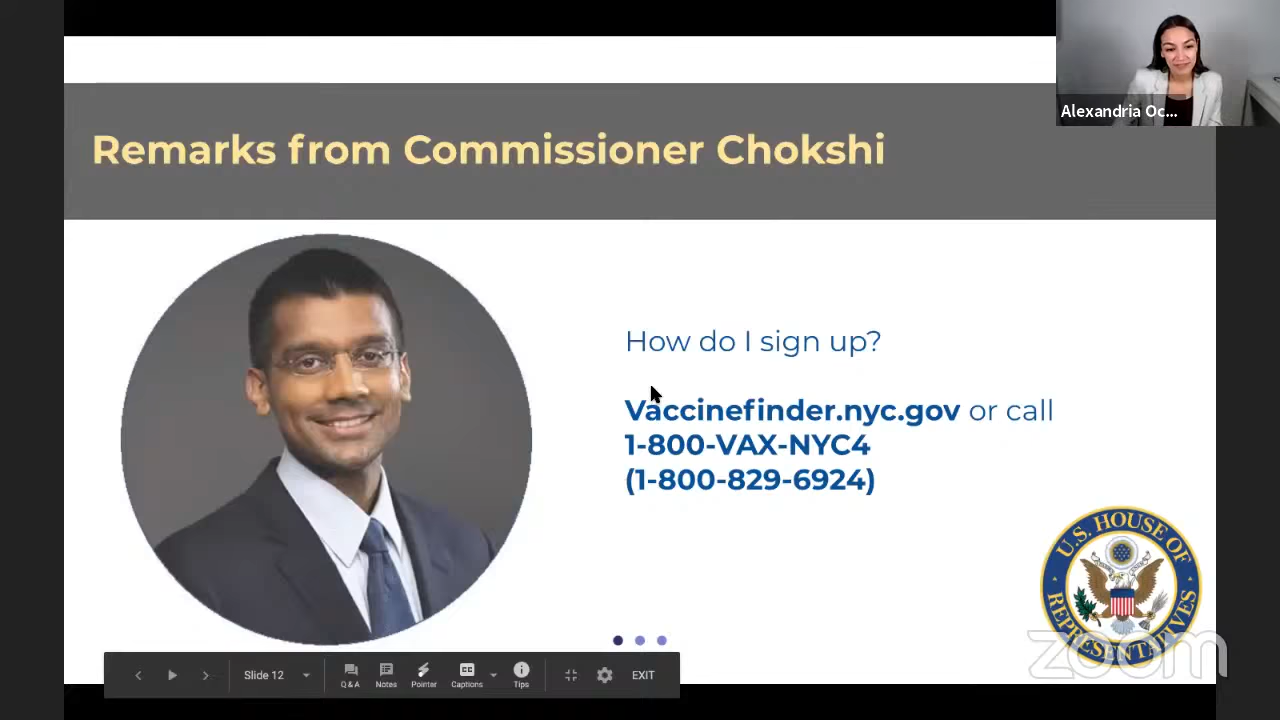 Alexandria Oc...
Remarks from Commissioner Chokshi
How do I sign up?
Vaccinefinder.nyc.gov or call
1-800-VAX-NYC4
(1-800-829-6924)
U.S. HOUSE OF
REPRESENTATIVES
zoom
Slide 12
Q & A
Notes
Pointer
CC
Captions
Tips
EXIT